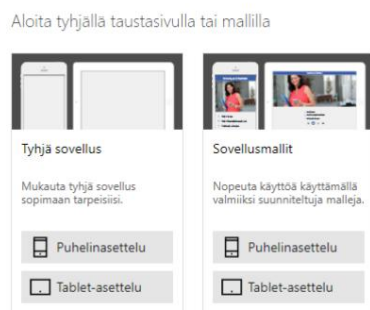 Aloita tyhjällä taustasivulla tai mallilla
Tyhjä sovellus
Mukauta tyhjä sovellus
sopimaan tarpeisiisi.
Puhelinasettelu
Tablet-asettelu
Sovellusmallit
Nopeuta käyttöä käyttämällä
valmiiksi suunniteltuja malleja.
Puhelinasettelu
Tablet-asettelu